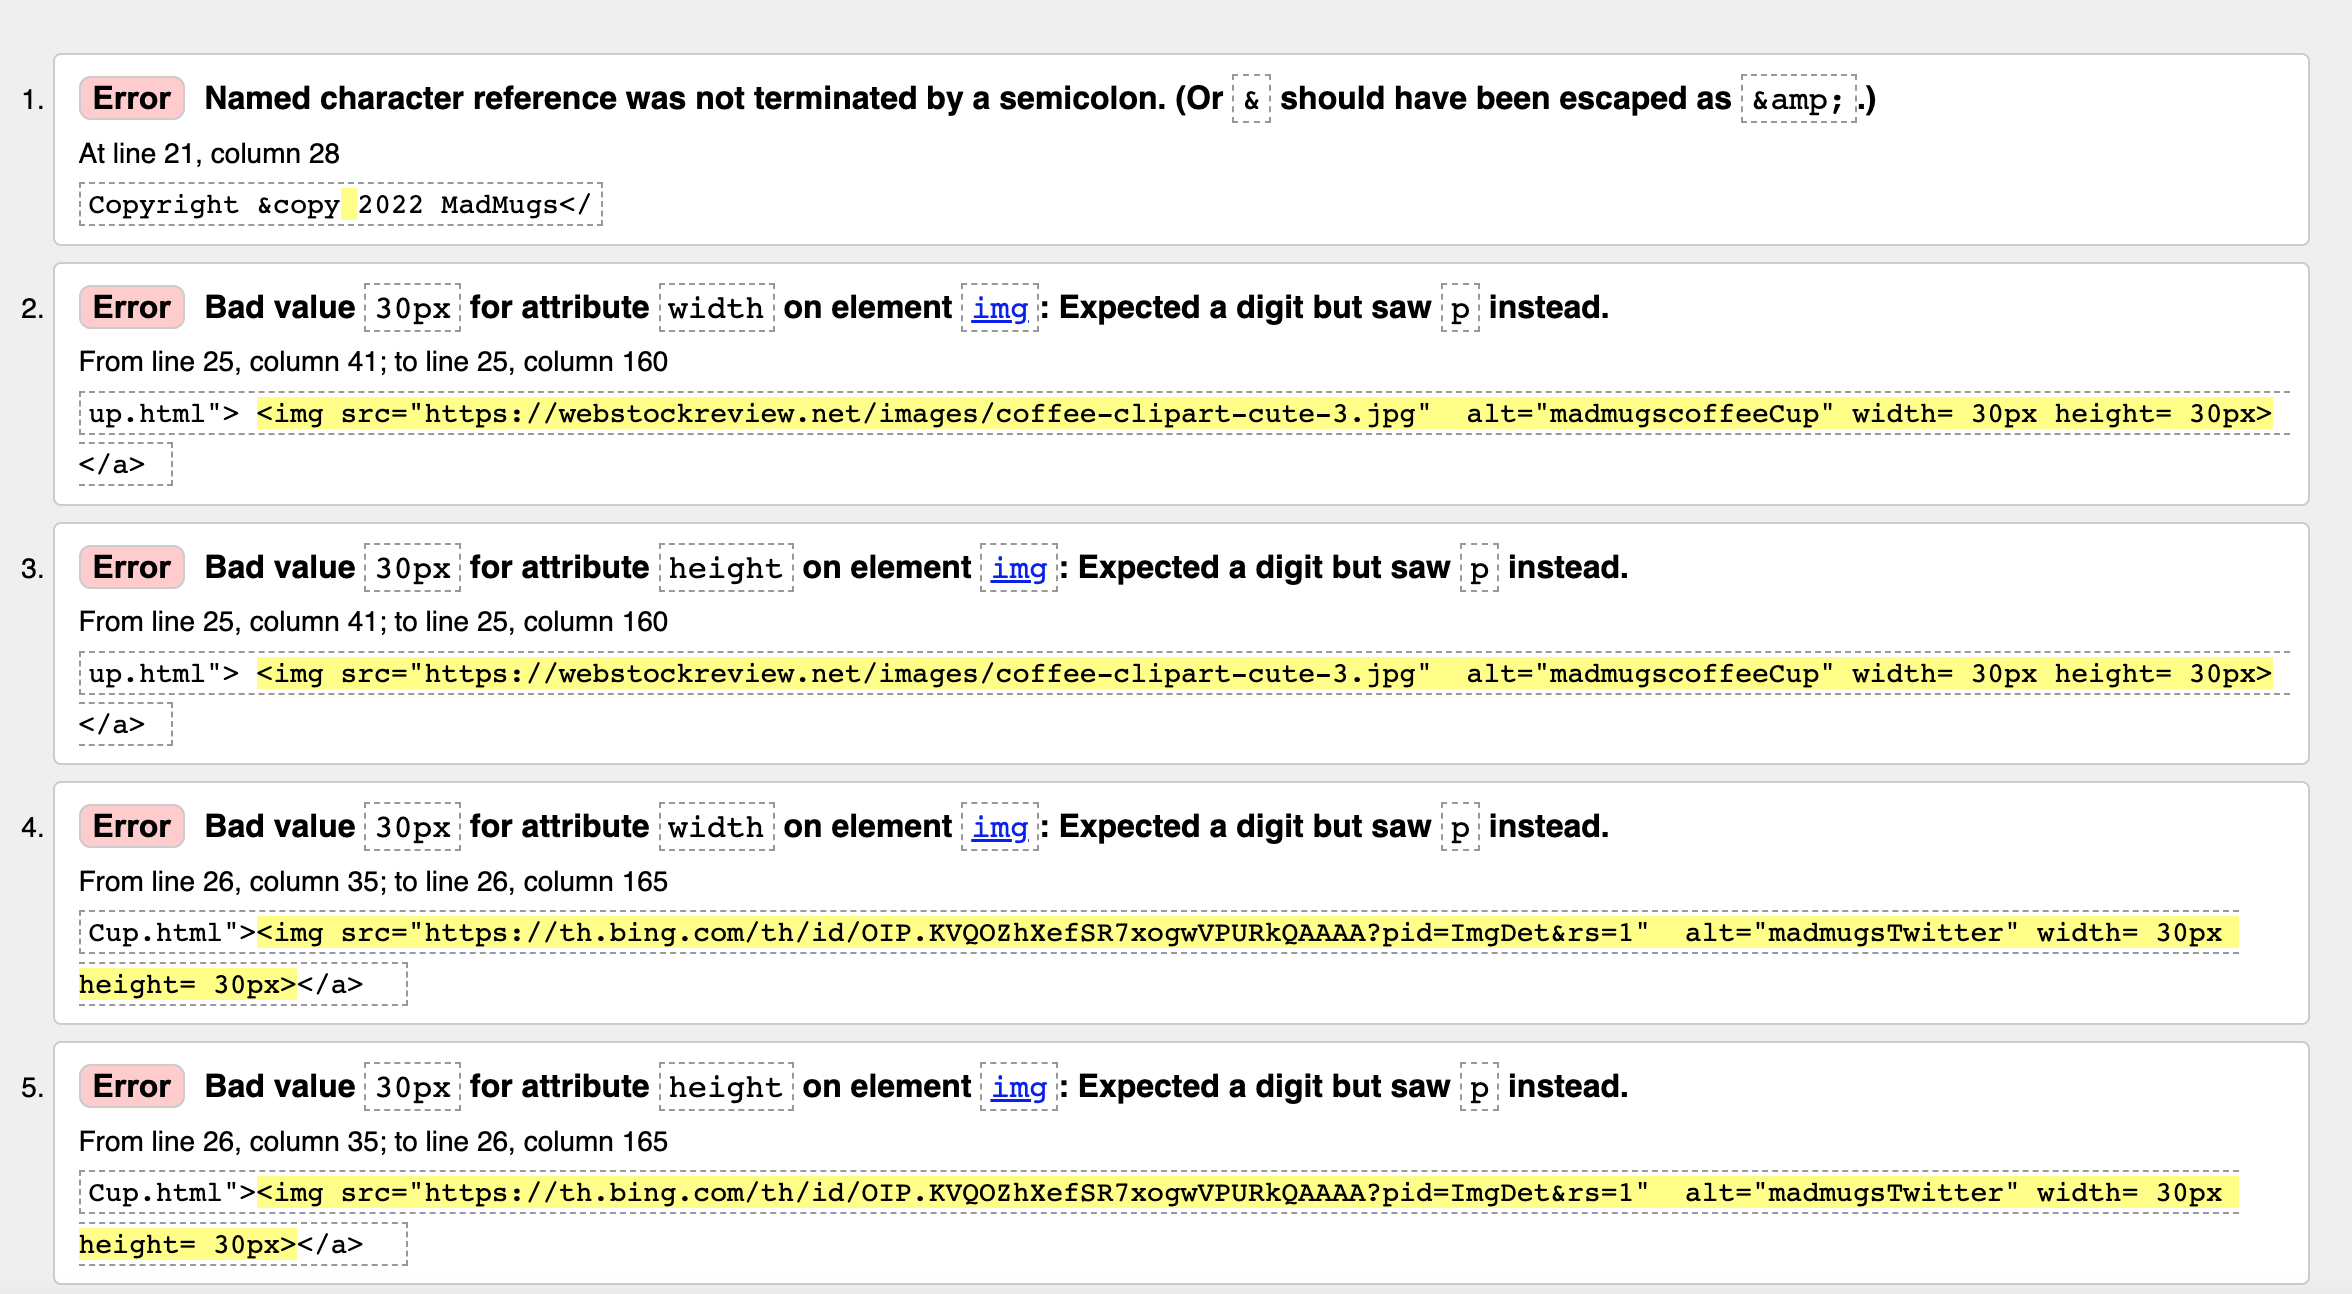 1. Error Named character reference was not terminated by a semicolon. (Or & should have been escaped as &amp;.)
At line 21, column 28
Copyright &copy 2022 MadMugs</
2. Error Bad value 30px for attribute width on element img: Expected a digit but saw p instead.
From line 25, column 41; to line 25, column 160
up.html"> <img src="https://webstockreview.net/images/coffee-clipart-cute-3.jpg"  alt="madmugscoffeeCup" width= 30px height= 30px>
</a>
3. Error Bad value 30px for attribute height on element img: Expected a digit but saw p instead.
From line 25, column 41; to line 25, column 160
up.html"> <img src="https://webstockreview.net/images/coffee-clipart-cute-3.jpg"  alt="madmugscoffeeCup" width= 30px height= 30px>
</a>
4. Error Bad value 30px for attribute width on element img: Expected a digit but saw p instead.
From line 26, column 35; to line 26, column 165
Cup.html"><img src="https://th.bing.com/th/id/OIP.KVQOZhXefSR7xogwVPURkQAAAA?pid=ImgDet&rs=1"  alt="madmugsTwitter" width= 30px
height= 30px></a>
5. Error Bad value 30px for attribute height on element img: Expected a digit but saw p instead.
From line 26, column 35; to line 26, column 165
Cup.html"><img src="https://th.bing.com/th/id/OIP.KVQOZhXefSR7xogwVPURkQAAAA?pid=ImgDet&rs=1"  alt="madmugsTwitter" width= 30px
height= 30px></a>